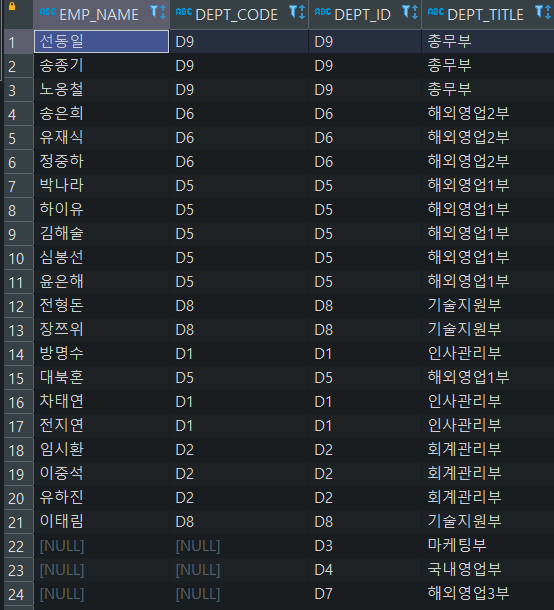 ABC EMP_NAME ABC DEPT_CODE ABC DEPT_ID ABC DEPT_TITLE
1 선동일 D9 D9 총무부
2 송종기 D9 D9 총무부
3 노옹철 D9 D9 총무부
4 송은희 D6 D6 해외영업2부
5 유재식 D6 D6 해외영업2부
6 정중하 D6 D6 해외영업2부
7 박나라 D5 D5 해외영업1부
8 하이유 D5 D5 해외영업1부
9 김해술 D5 D5 해외영업1부
10 심봉선 D5 D5 해외영업1부
11 윤은해 D5 D5 해외영업1부
12 전형돈 D8 D8 기술지원부
13 장쯔위 D8 D8 기술지원부
14 방명수 D1 D1 인사관리부
15 대북혼 D5 D5 해외영업1부
16 차태연 D1 D1 인사관리부
17 전지연 D1 D1 인사관리부
18 임시환 D2 D2 회계관리부
19 이중석 D2 D2 회계관리부
20 유하진 D2 D2 회계관리부
21 이태림 D8 D8 기술지원부
22 [NULL] [NULL] D3 마케팅부
23 [NULL] [NULL] D4 국내영업부
24 [NULL] [NULL] D7 해외영업3부